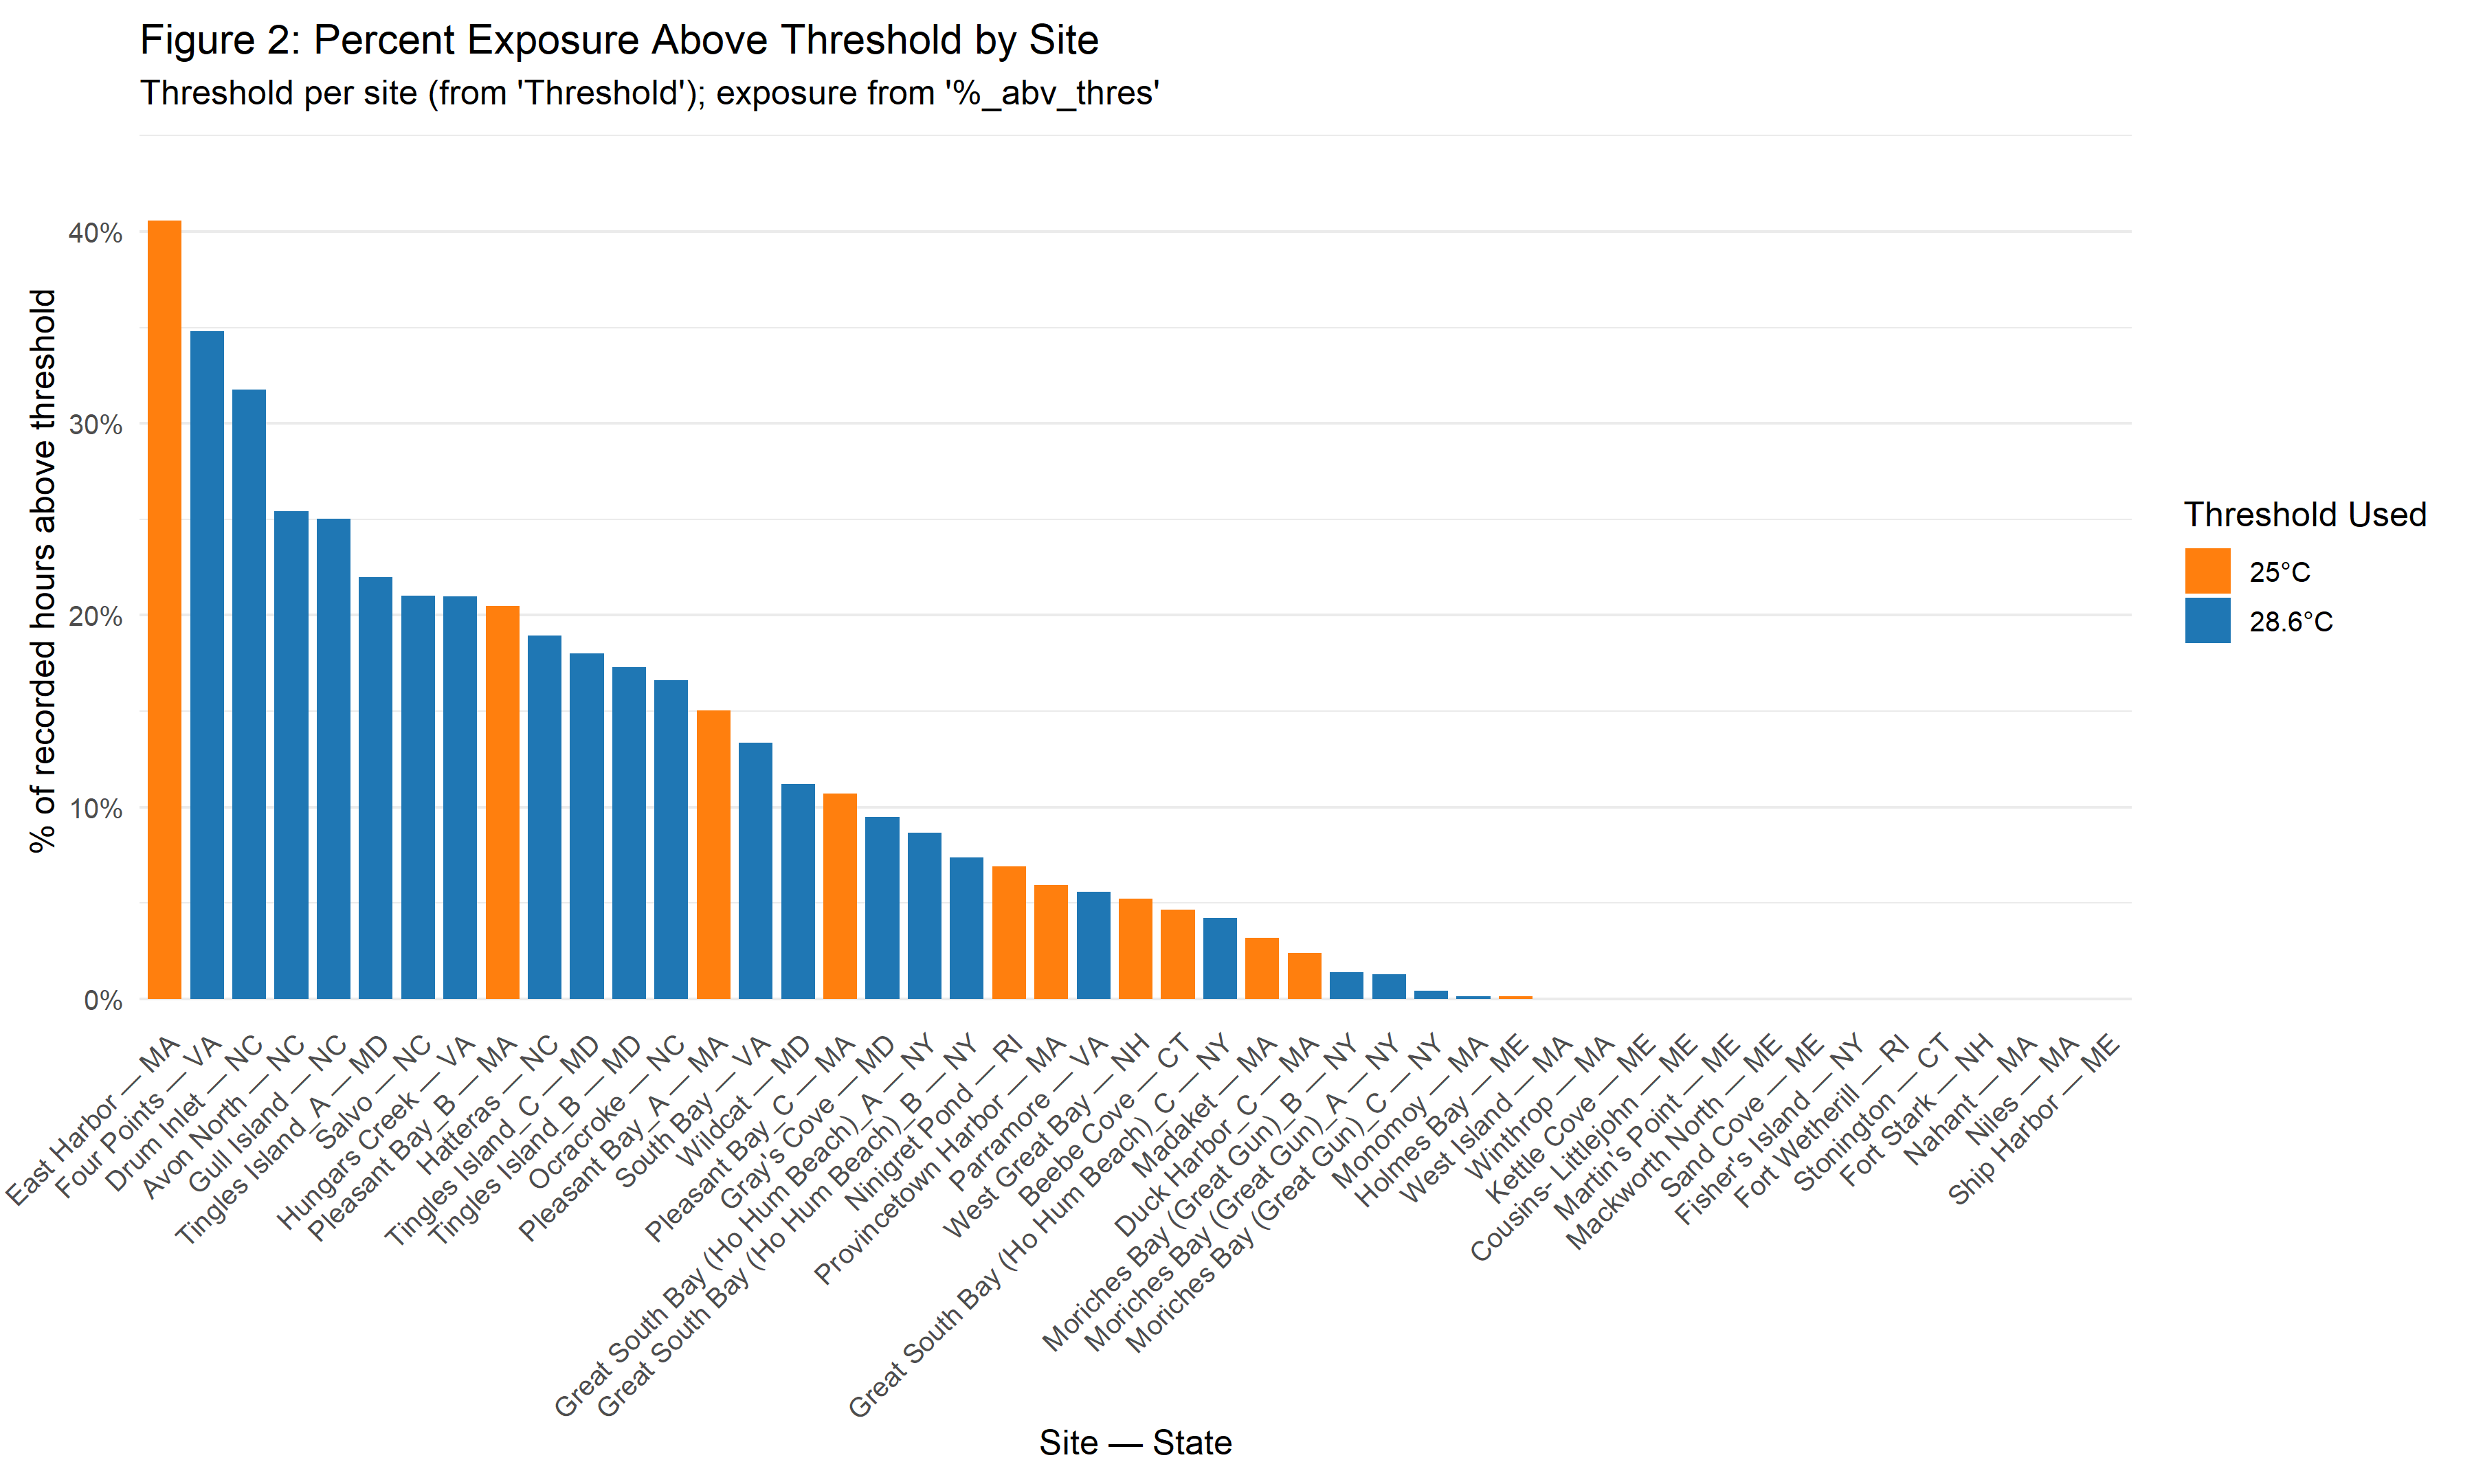 Figure 2: Percent Exposure Above Threshold by Site
Threshold per site (from 'Threshold'); exposure from '%_abv_thres'
% of recorded hours above threshold
40%
30%
20%
10%
0%
East Harbor — MA
Four Points — VA
Drum Inlet — NC
Avon North — NC
Gull Island — NC
Tingles Island_A — MD
Salvo — NC
Hungars Creek — VA
Pleasant Bay_B — MA
Hatteras — NC
Tingles Island_C — MD
Tingles Island_B — MD
Ocracroke — NC
Pleasant Bay_A — MA
South Bay — VA
Wildcat — MD
Pleasant Bay_C — MA
Gray's Cove — MD
Great South Bay (Ho Hum Beach)_A — NY
Great South Bay (Ho Hum Beach)_B — NY
Ninigret Pond — RI
Provincetown Harbor — MA
Parramore — VA
West Great Bay — NH
Beebe Cove — CT
Great South Bay (Ho Hum Beach)_C — NY
Madaket — MA
Duck Harbor_C — MA
Moriches Bay (Great Gun)_B — NY
Moriches Bay (Great Gun)_A — NY
Moriches Bay (Great Gun)_C — NY
Monomoy — MA
Holmes Bay — ME
West Island — MA
Winthrop — MA
Kettle Cove — ME
Cousins- Littlejohn — ME
Martin's Point — ME
Mackworth North — ME
Sand Cove — ME
Fisher's Island — NY
Fort Wetherill — RI
Stonington — CT
Fort Stark — NH
Nahant — MA
Niles — MA
Ship Harbor — ME
Site — State
Threshold Used
25°C
28.6°C